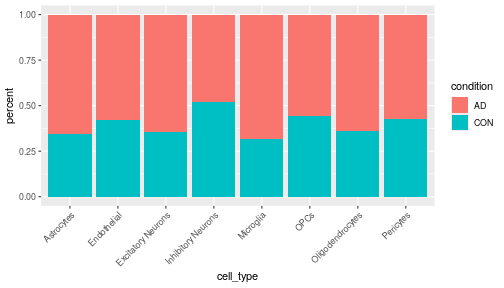 1.00
0.75
0.50
0.25
0.00
percent
Astrocytes
Endothelial
Excitatory Neurons
Inhibitory Neurons
Microglia
OPCs
Oligodendrocytes
Pericytes
cell_type
condition
AD
CON